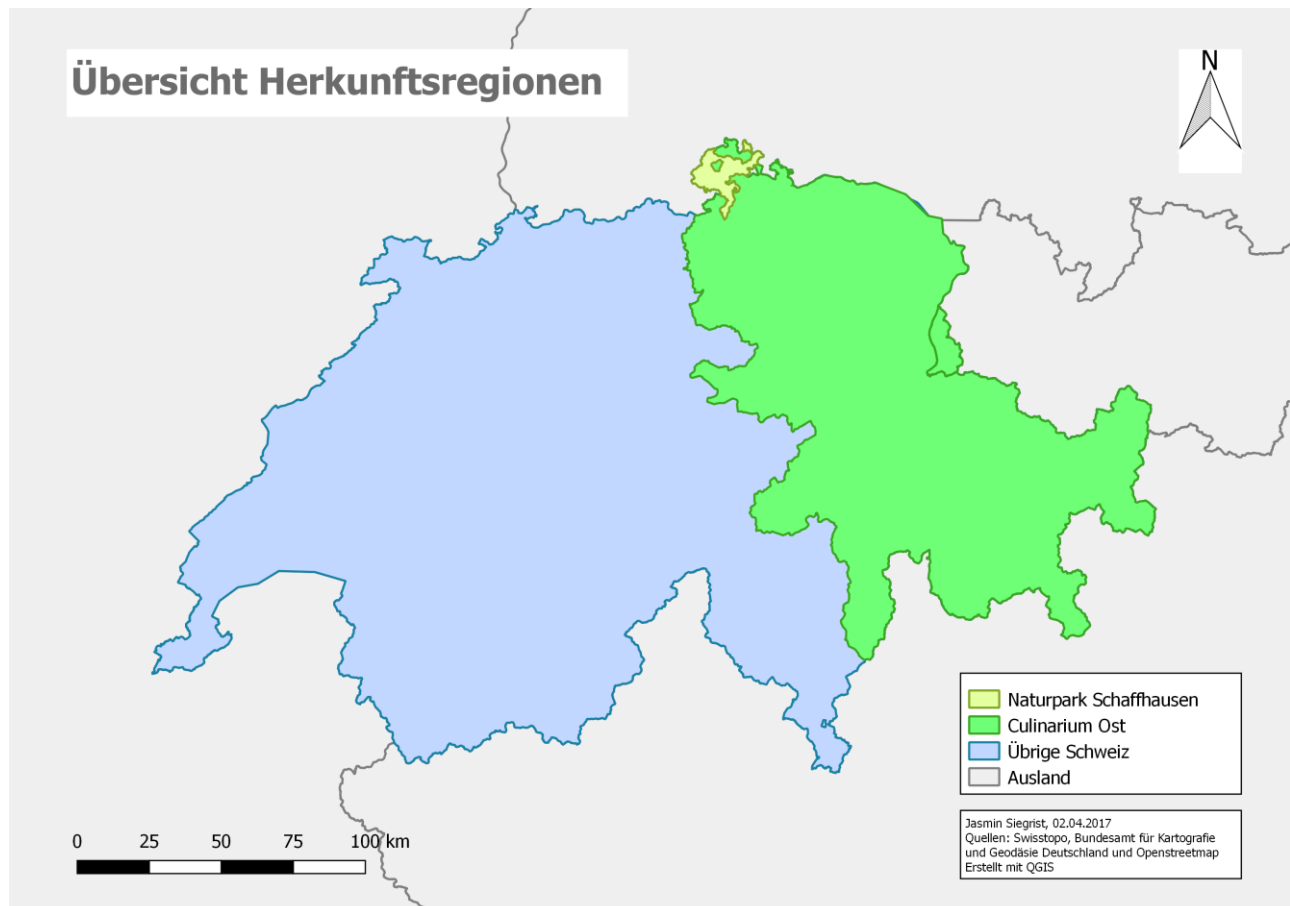 Übersicht Herkunftsregionen
N
Naturpark Schaffhausen
Culinarium Ost
Übrige Schweiz
Ausland
0 25 50 75 100 km
Jasmin Siegrist, 02.04.2017
Quellen: Swisstopo, Bundesamt für Kartografie
und Geodäsie Deutschland und Openstreetmap
Erstellt mit QGIS